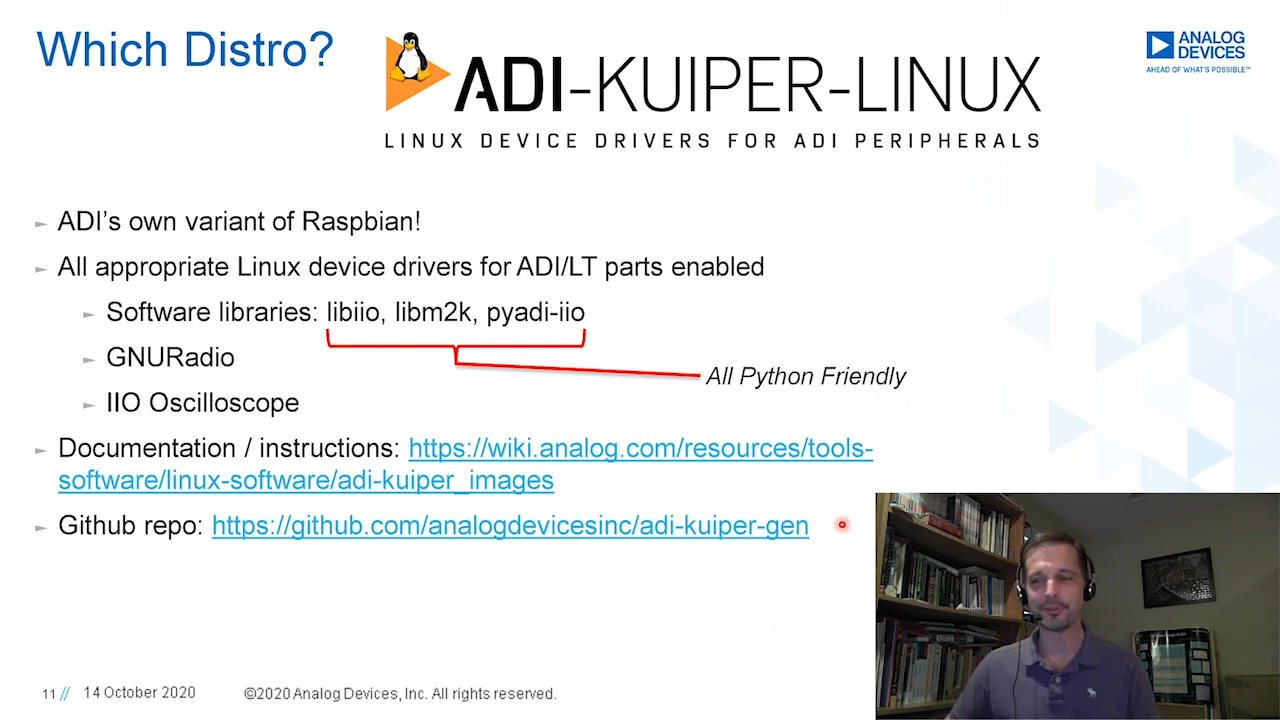 Which Distro?
ADI-KUIPER-LINUX
LINUX DEVICE DRIVERS FOR ADI PERIPHERALS
ANALOG
DEVICES
AHEAD OF WHAT'S POSSIBLE™
► ADI’s own variant of Raspbian!
► All appropriate Linux device drivers for ADI/LT parts enabled
► Software libraries: libiio, libm2k, pyadi-iio
► GNURadio
All Python Friendly
► IIO Oscilloscope
► Documentation / instructions: https://wiki.analog.com/resources/tools-
software/linux-software/adi-kuiper_images
► Github repo: https://github.com/analogdevicesinc/adi-kuiper-gen
11 // 14 October 2020 ©2020 Analog Devices, Inc. All rights reserved.